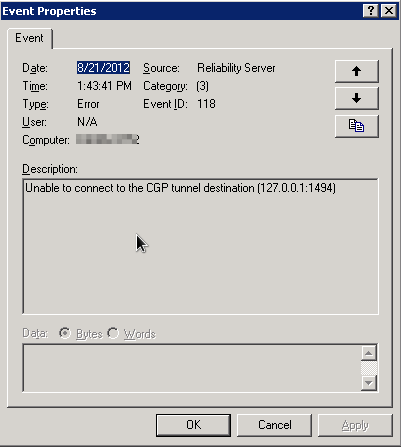 Event Properties
Event
Date: 8/21/2012 Source: Reliability Server
Time: 1:43:41 PM Category: (3)
Type: Error Event ID: 118
User: N/A
Computer: 2
Description:
Unable to connect to the CGP tunnel destination (127.0.0.1:1494)
Data: Bytes Words
OK Cancel Apply